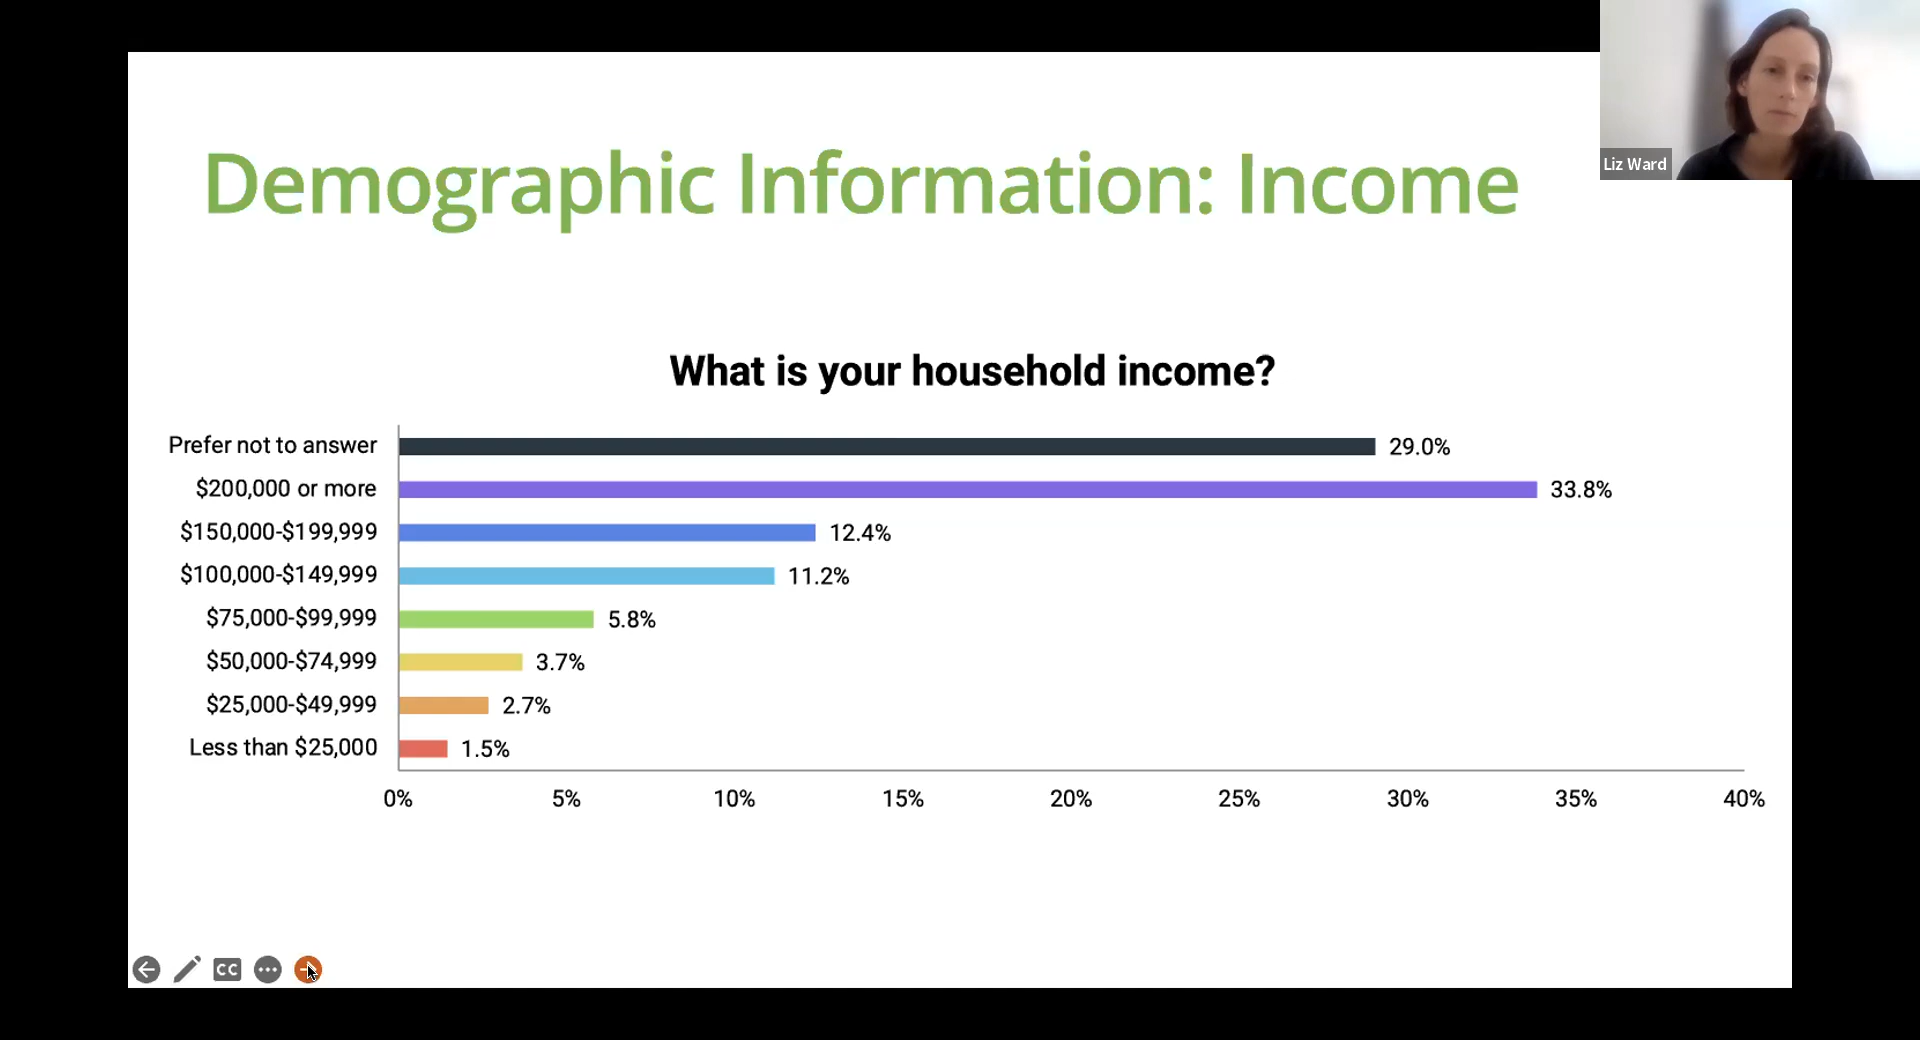 Liz Ward
Demographic Information: Income
What is your household income?
Prefer not to answer 29.0%
$200,000 or more 33.8%
$150,000-$199,999 12.4%
$100,000-$149,999 11.2%
$75,000-$99,999 5.8%
$50,000-$74,999 3.7%
$25,000-$49,999 2.7%
Less than $25,000 1.5%
0% 5% 10% 15% 20% 25% 30% 35% 40%
CC